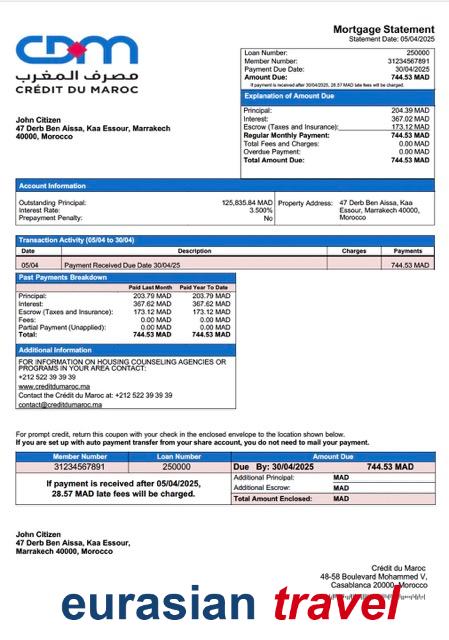 Mortgage Statement
Statement Date: 05/04/2025
CDM
مصرف المغرب
CRÉDIT DU MAROC
Loan Number: 250000
Member Number: 31234567891
Payment Due Date: 30/04/2025
Amount Due: 744.53 MAD
If payment is received after 30/04/2025, 28.57 MAD late fees will be charged.
Explanation of Amount Due
Principal: 204.39 MAD
Interest: 367.02 MAD
Escrow (Taxes and Insurance): 173.12 MAD
Regular Monthly Payment: 744.53 MAD
Total Fees and Charges: 0.00 MAD
Overdue Payment: 0.00 MAD
Total Amount Due: 744.53 MAD
John Citizen
47 Derb Ben Aissa, Kaa Essour, Marrakech
40000, Morocco
Account Information
Outstanding Principal: 125,835.84 MAD
Interest Rate: 3.500%
Prepayment Penalty: No
Property Address: 47 Derb Ben Aissa, Kaa
Essour, Marrakech 40000,
Morocco
Transaction Activity (05/04 to 30/04)
Date Description Charges Payments
05/04 Payment Received Due Date 30/04/25 744.53 MAD
Past Payments Breakdown
Paid Last Month Paid Year To Date
Principal: 203.79 MAD 203.79 MAD
Interest: 367.62 MAD 367.62 MAD
Escrow (Taxes and Insurance): 173.12 MAD 173.12 MAD
Fees: 0.00 MAD 0.00 MAD
Partial Payment (Unapplied): 0.00 MAD 0.00 MAD
Total: 744.53 MAD 744.53 MAD
Additional Information
FOR INFORMATION ON HOUSING COUNSELING AGENCIES OR
PROGRAMS IN YOUR AREA CONTACT:
+212 522 39 39 39
www.creditdumaroc.ma
Contact the Crédit du Maroc at: +212 522 39 39 39
contact@creditdumaroc.ma
For prompt credit, return this coupon with your check in the enclosed envelope to the location shown below.
If you are set up with auto payment transfer from your share account, you do not need to mail your payment.
Member Number Loan Number Amount Due
31234567891 250000 Due By: 30/04/2025 744.53 MAD
If payment is received after 05/04/2025,
28.57 MAD late fees will be charged.
Additional Principal: MAD
Additional Escrow: MAD
Total Amount Enclosed: MAD
John Citizen
47 Derb Ben Aissa, Kaa Essour,
Marrakech 40000, Morocco
Crédit du Maroc
48-58 Boulevard Mohammed V,
Casablanca 20000, Morocco
eurasian travel